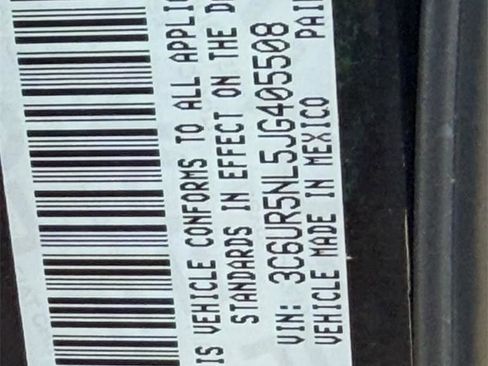 IS VEHICLE CONFORMS TO ALL APPLIC
STANDARDS IN EFFECT ON THE D
VIN: 3C6UR5NL5JG405508
VEHICLE MADE IN MEXICO PAI